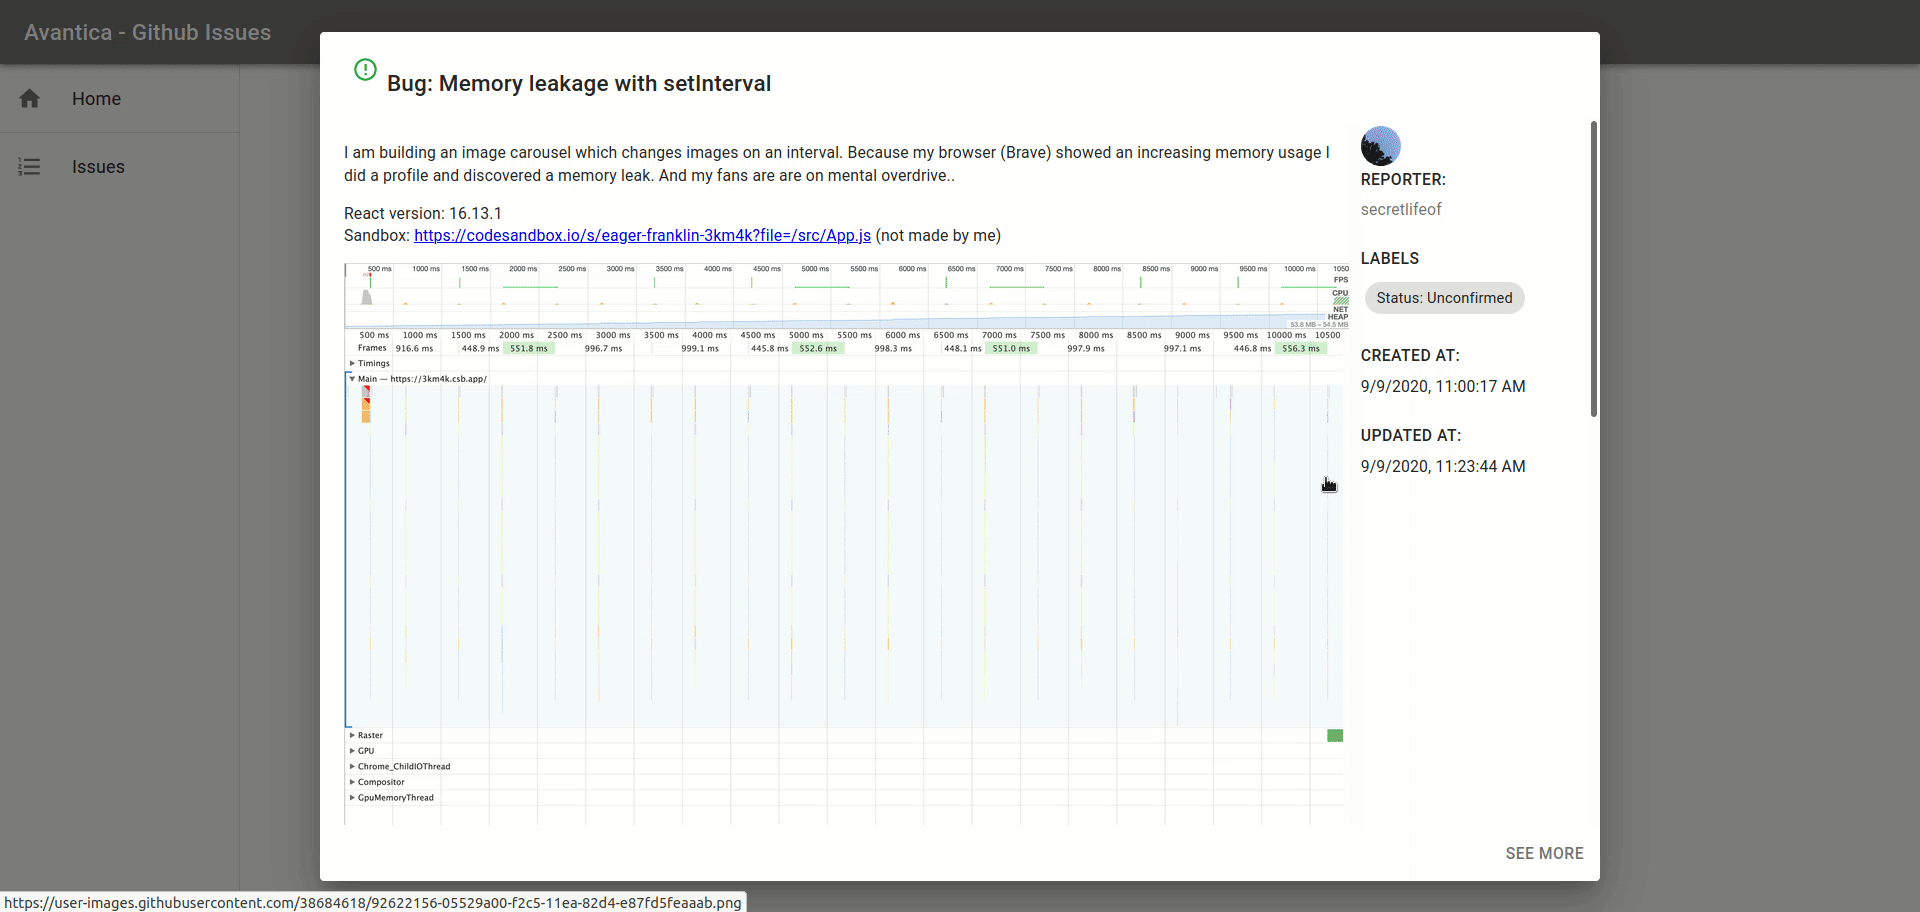 Avantica - Github Issues
Home
Issues
Bug: Memory leakage with setInterval
I am building an image carousel which changes images on an interval. Because my browser (Brave) showed an increasing memory usage I
did a profile and discovered a memory leak. And my fans are are on mental overdrive..
React version: 16.13.1
Sandbox: https://codesandbox.io/s/eager-franklin-3km4k?file=/src/App.js (not made by me)
500 ms 1000 ms 1500 ms 2000 ms 2500 ms 3000 ms 3500 ms 4000 ms 4500 ms 5000 ms 5500 ms 6000 ms 6500 ms 7000 ms 7500 ms 8000 ms 8500 ms 9000 ms 9500 ms 10000 ms 1050
FPS
CPU
NET
HEAP
53.8 MB – 54.5 MB
500 ms 1000 ms 1500 ms 2000 ms 2500 ms 3000 ms 3500 ms 4000 ms 4500 ms 5000 ms 5500 ms 6000 ms 6500 ms 7000 ms 7500 ms 8000 ms 8500 ms 9000 ms 9500 ms 10000 ms 10500
Frames 916.6 ms 448.9 ms 551.8 ms 996.7 ms 999.1 ms 445.8 ms 552.6 ms 998.3 ms 448.1 ms 551.0 ms 997.9 ms 997.1 ms 446.8 ms 556.3 ms
Timings
Main — https://3km4k.csb.app/
Raster
GPU
Chrome_ChildIOThread
Compositor
GpuMemoryThread
REPORTER:
secretlifeof
LABELS
Status: Unconfirmed
CREATED AT:
9/9/2020, 11:00:17 AM
UPDATED AT:
9/9/2020, 11:23:44 AM
SEE MORE
https://user-images.githubusercontent.com/38684618/92622156-05529a00-f2c5-11ea-82d4-e87fd5feaaab.png